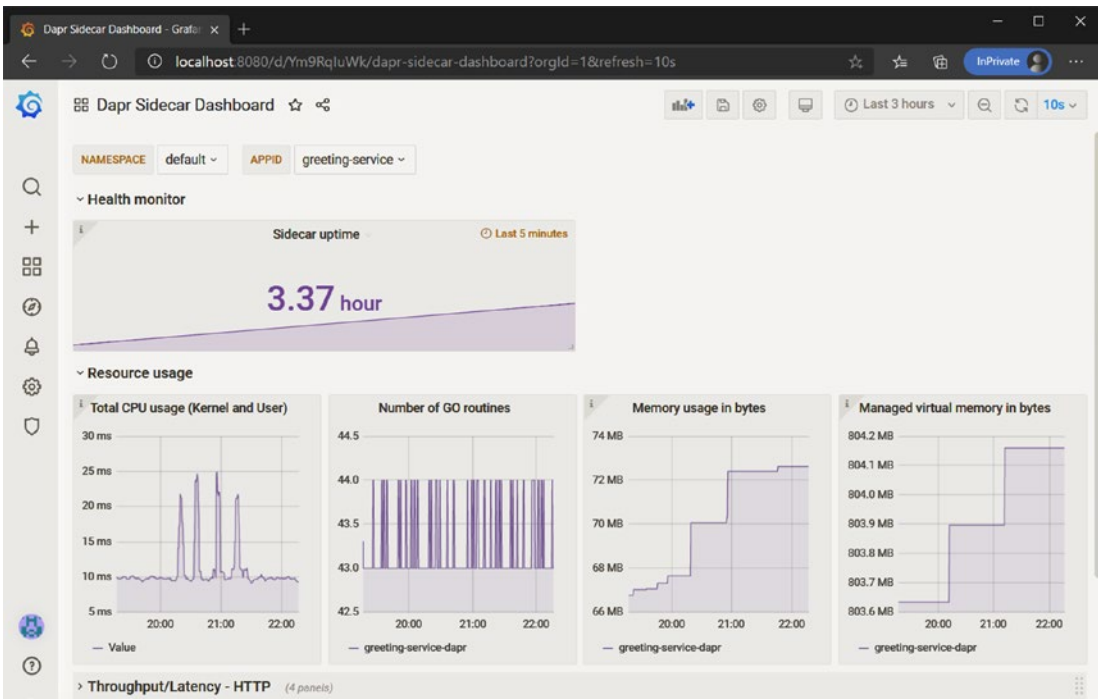 Dapr Sidecar Dashboard - Grafan
localhost:8080/d/Ym9RqIuWk/dapr-sidecar-dashboard?orgId=1&refresh=10s
InPrivate
Dapr Sidecar Dashboard
Last 3 hours
10s
NAMESPACE default APPID greeting-service
Health monitor
i
Sidecar uptime
Last 5 minutes
3.37 hour
Resource usage
i
Total CPU usage (Kernel and User)
30 ms
25 ms
20 ms
15 ms
10 ms
5 ms
20:00 21:00 22:00
Value
Number of GO routines
44.5
44.0
43.5
43.0
42.5
20:00 21:00 22:00
greeting-service-dapr
i
Memory usage in bytes
74 MB
72 MB
70 MB
68 MB
66 MB
20:00 21:00 22:00
greeting-service-dapr
i
Managed virtual memory in bytes
804.2 MB
804.1 MB
804.0 MB
803.9 MB
803.8 MB
803.7 MB
803.6 MB
20:00 21:00 22:00
greeting-service-dapr
Throughput/Latency - HTTP (4 panels)